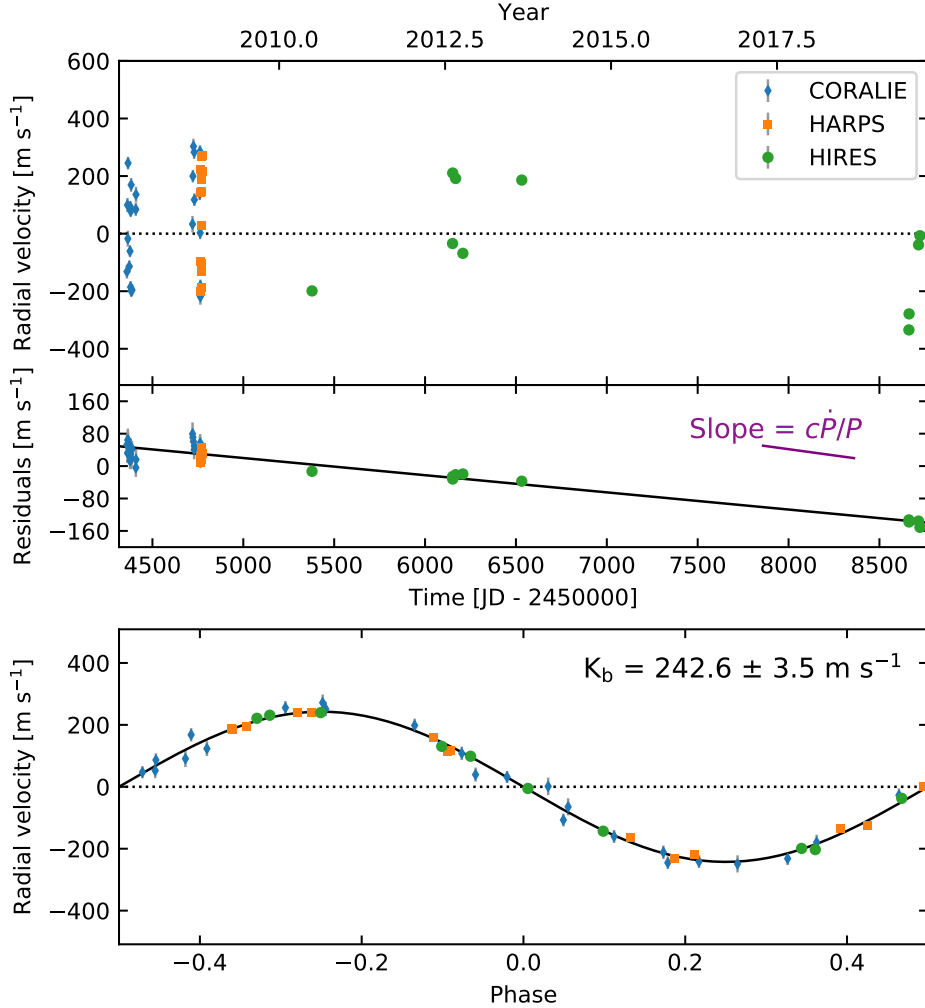 Year
2010.0 2012.5 2015.0 2017.5
600
400
200
0
−200
−400
Radial velocity [m s⁻¹]
CORALIE
HARPS
HIRES
160
80
0
−80
−160
Residuals [m s⁻¹]
Slope = cṖ/P
4500 5000 5500 6000 6500 7000 7500 8000 8500
Time [JD - 2450000]
400
200
0
−200
−400
Radial velocity [m s⁻¹]
K_b = 242.6 ± 3.5 m s⁻¹
−0.4 −0.2 0.0 0.2 0.4
Phase